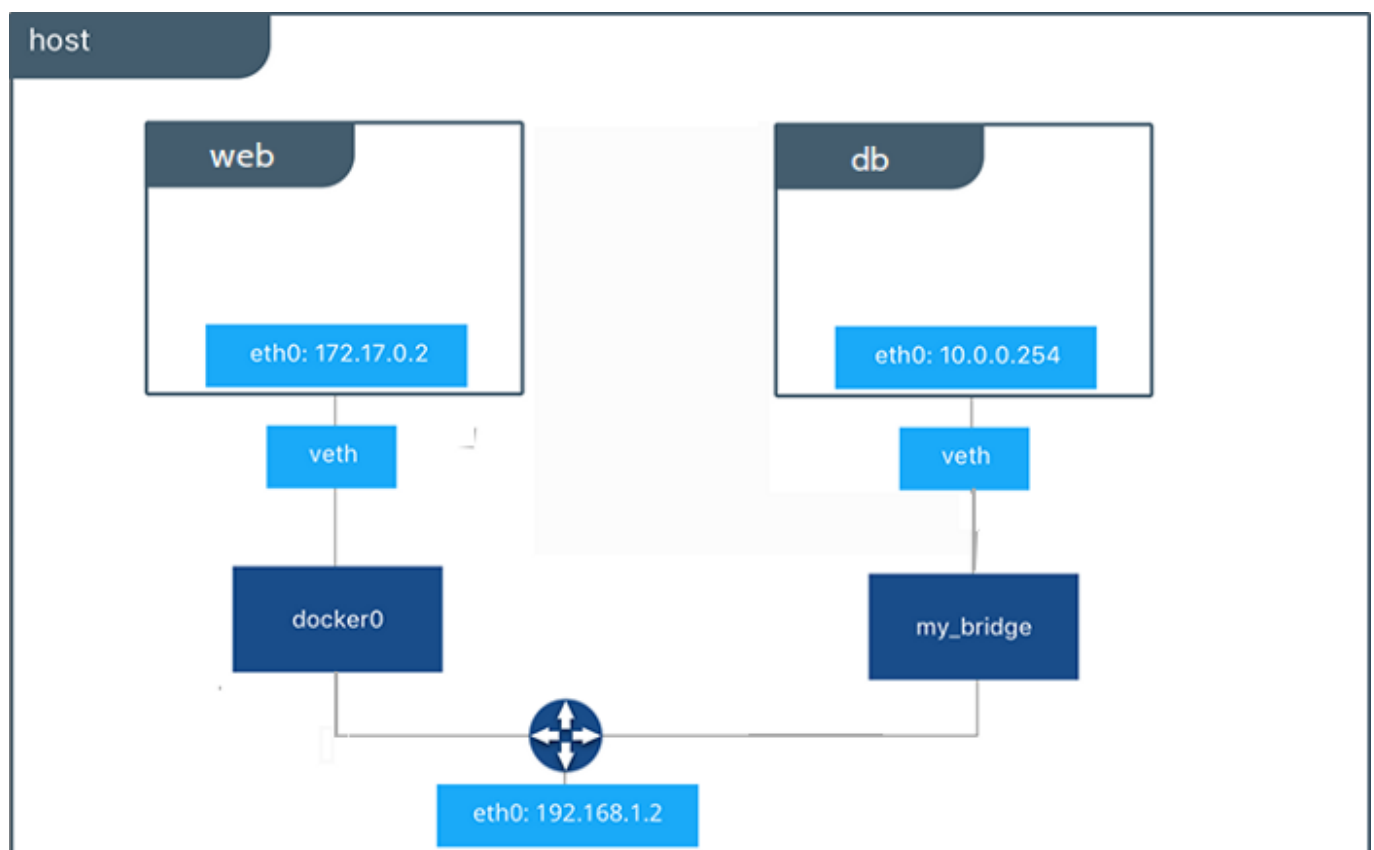 host
web
db
eth0: 172.17.0.2
eth0: 10.0.0.254
veth
veth
docker0
my_bridge
eth0: 192.168.1.2